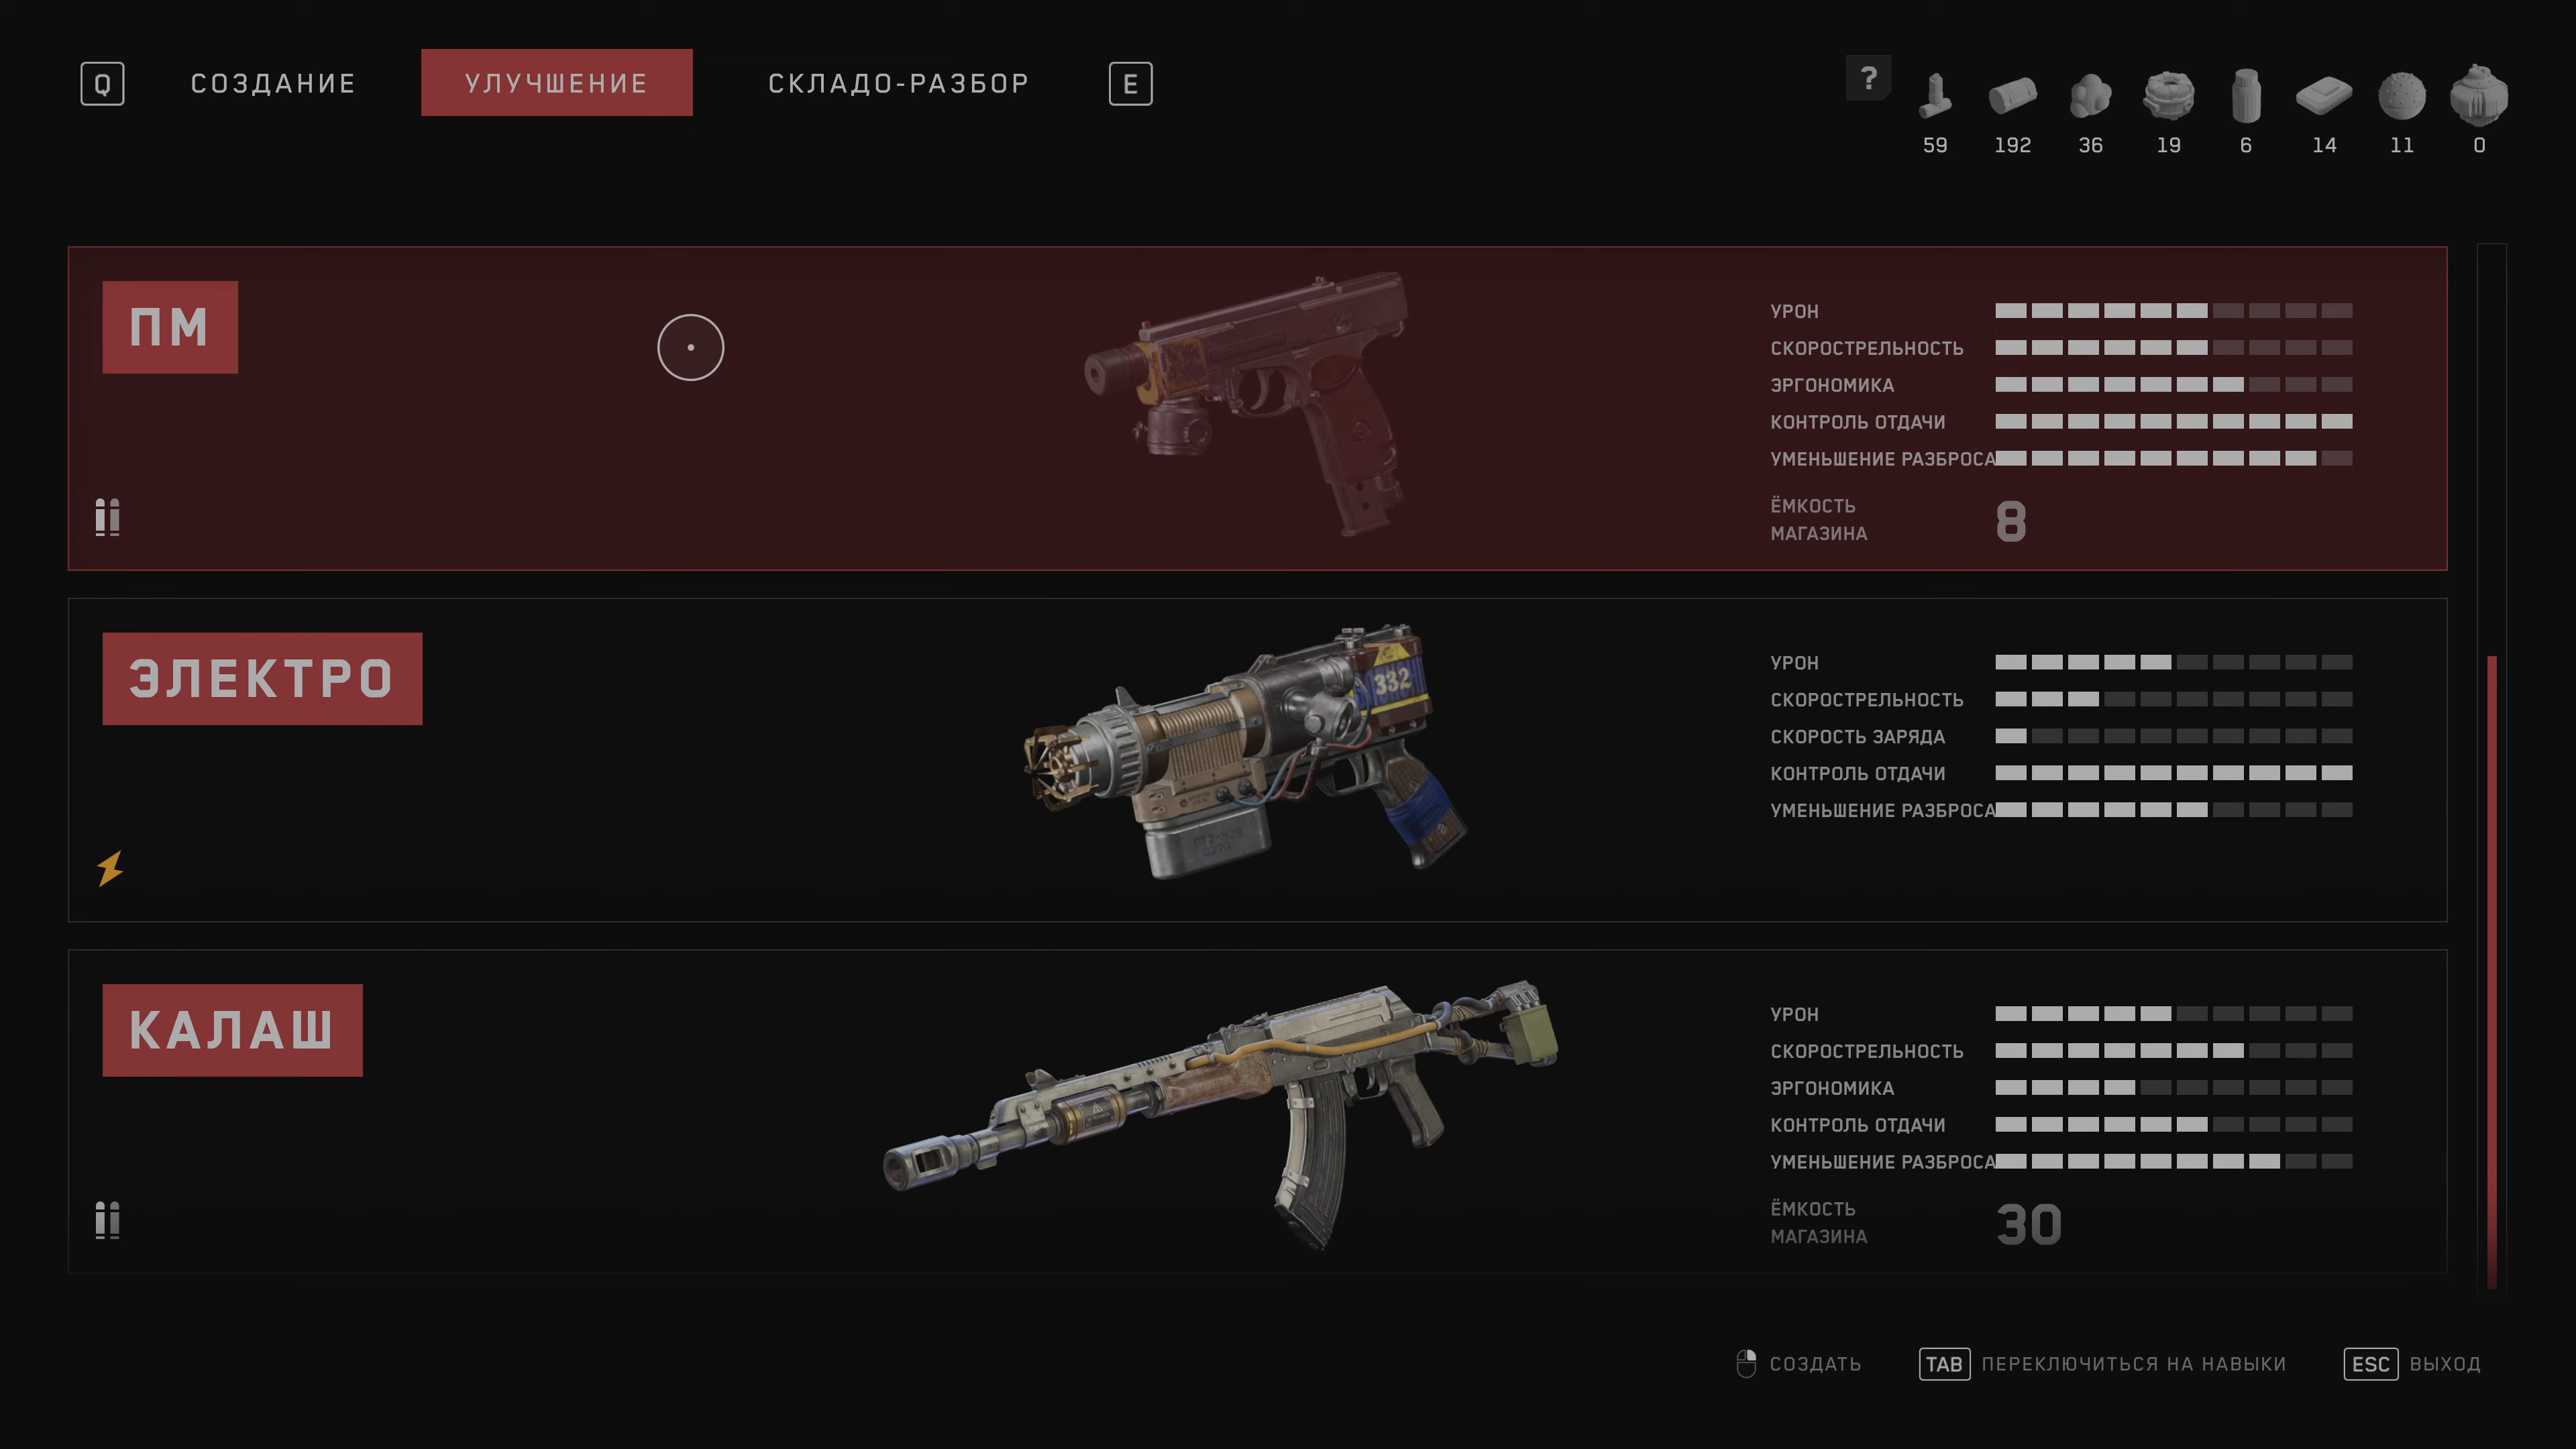 Q СОЗДАНИЕ УЛУЧШЕНИЕ СКЛАДО-РАЗБОР E
?
59 192 36 19 6 14 11 0
ПМ
УРОН
СКОРОСТРЕЛЬНОСТЬ
ЭРГОНОМИКА
КОНТРОЛЬ ОТДАЧИ
УМЕНЬШЕНИЕ РАЗБРОСА
ЁМКОСТЬ
МАГАЗИНА
8
ЭЛЕКТРО
332
УРОН
СКОРОСТРЕЛЬНОСТЬ
СКОРОСТЬ ЗАРЯДА
КОНТРОЛЬ ОТДАЧИ
УМЕНЬШЕНИЕ РАЗБРОСА
КАЛАШ
УРОН
СКОРОСТРЕЛЬНОСТЬ
ЭРГОНОМИКА
КОНТРОЛЬ ОТДАЧИ
УМЕНЬШЕНИЕ РАЗБРОСА
ЁМКОСТЬ
МАГАЗИНА
30
СОЗДАТЬ TAB ПЕРЕКЛЮЧИТЬСЯ НА НАВЫКИ ESC ВЫХОД